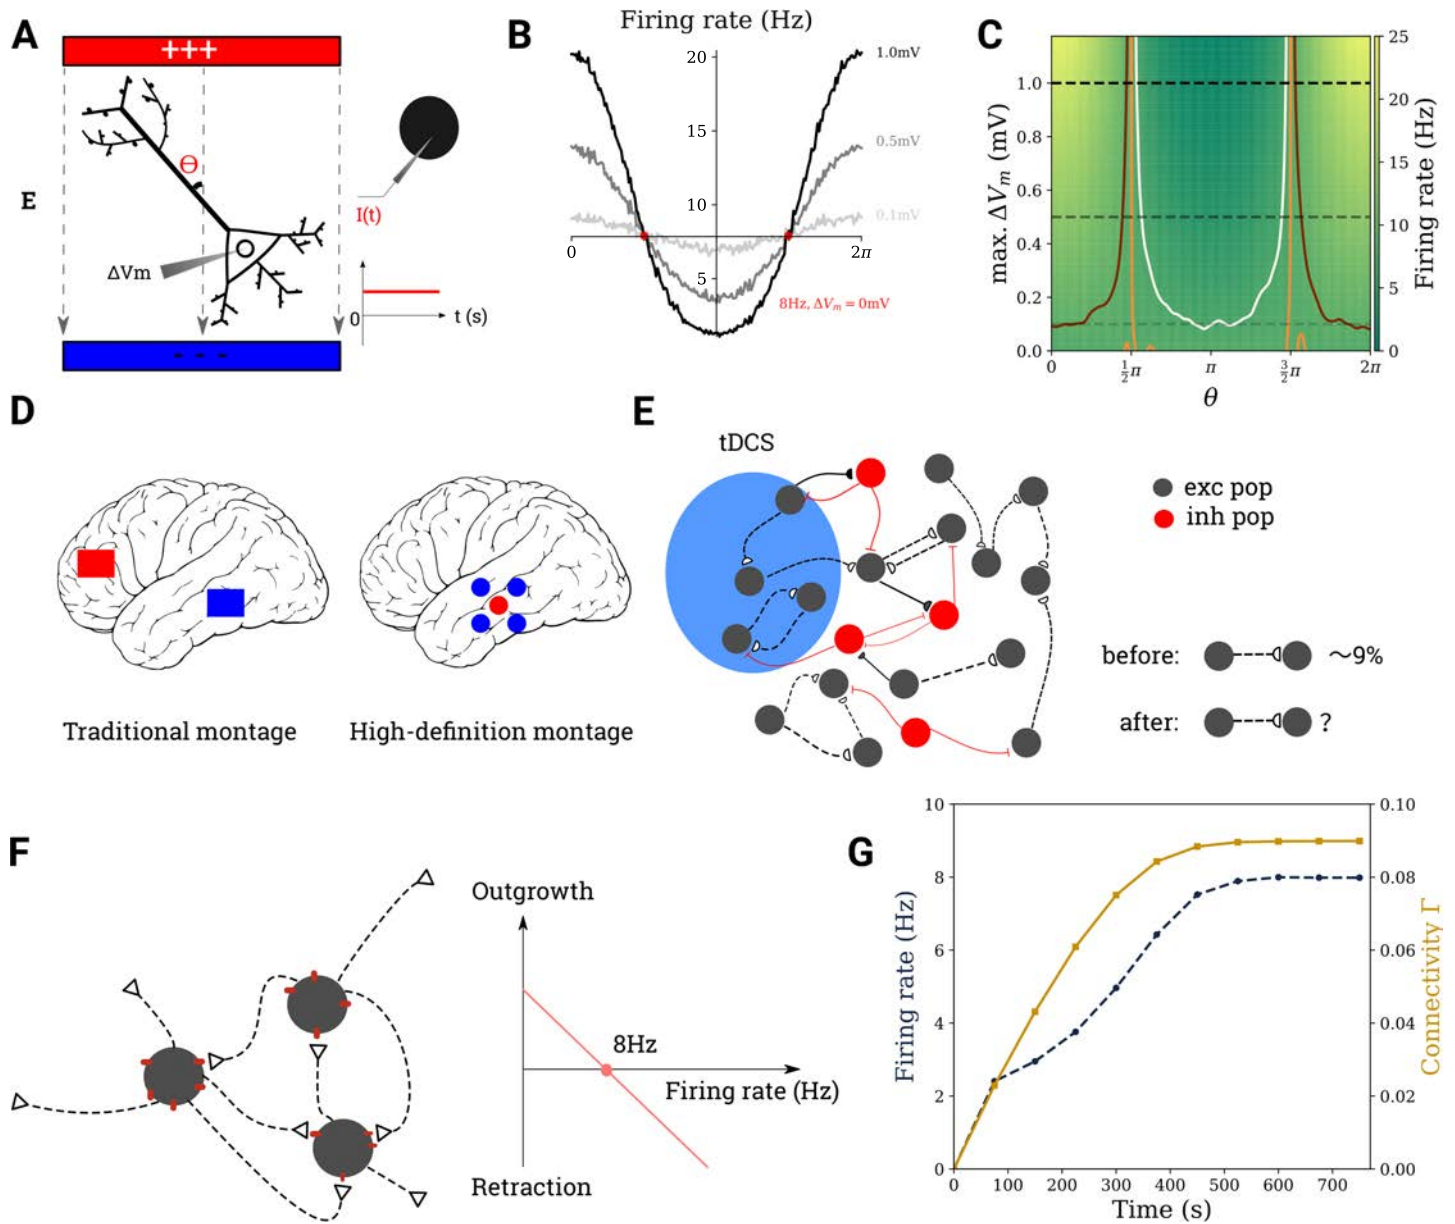 A
+++
Θ
E
ΔVm
- - -
I(t)
0
t (s)
B
Firing rate (Hz)
20
15
10
5
0
2π
1.0mV
0.5mV
0.1mV
8Hz, ΔVm = 0mV
C
max. ΔVm (mV)
1.0
0.8
0.6
0.4
0.2
0.0
0
1/2 π
π
3/2 π
2π
θ
25
20
15
10
5
0
Firing rate (Hz)
D
Traditional montage
High-definition montage
E
tDCS
exc pop
inh pop
before: ~9%
after: ?
F
Outgrowth
8Hz
Firing rate (Hz)
Retraction
G
Firing rate (Hz)
10
8
6
4
2
0
0.10
0.08
0.06
0.04
0.02
0.00
Connectivity Γ
0 100 200 300 400 500 600 700
Time (s)